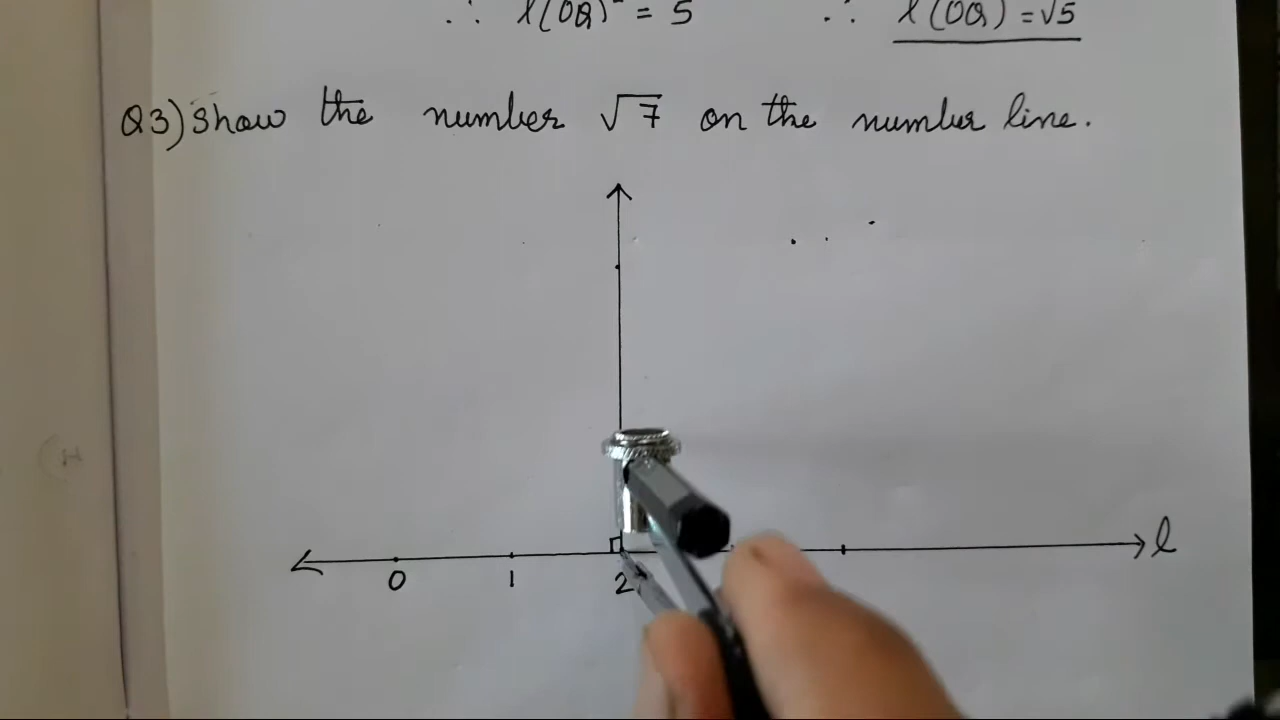 ∴ l(OQ)² = 5 ∴ l(OQ) = √5
Q3) Show the number √7 on the number line.
l
0 1 2